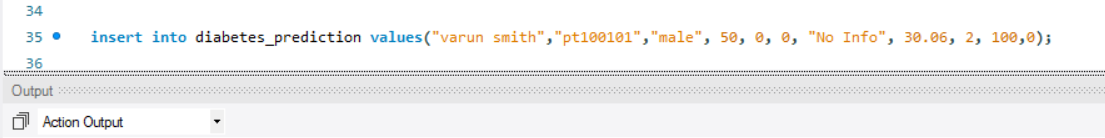 34
35 insert into diabetes_prediction values("varun smith","pt100101","male", 50, 0, 0, "No Info", 30.06, 2, 100,0);
36
Output
Action Output